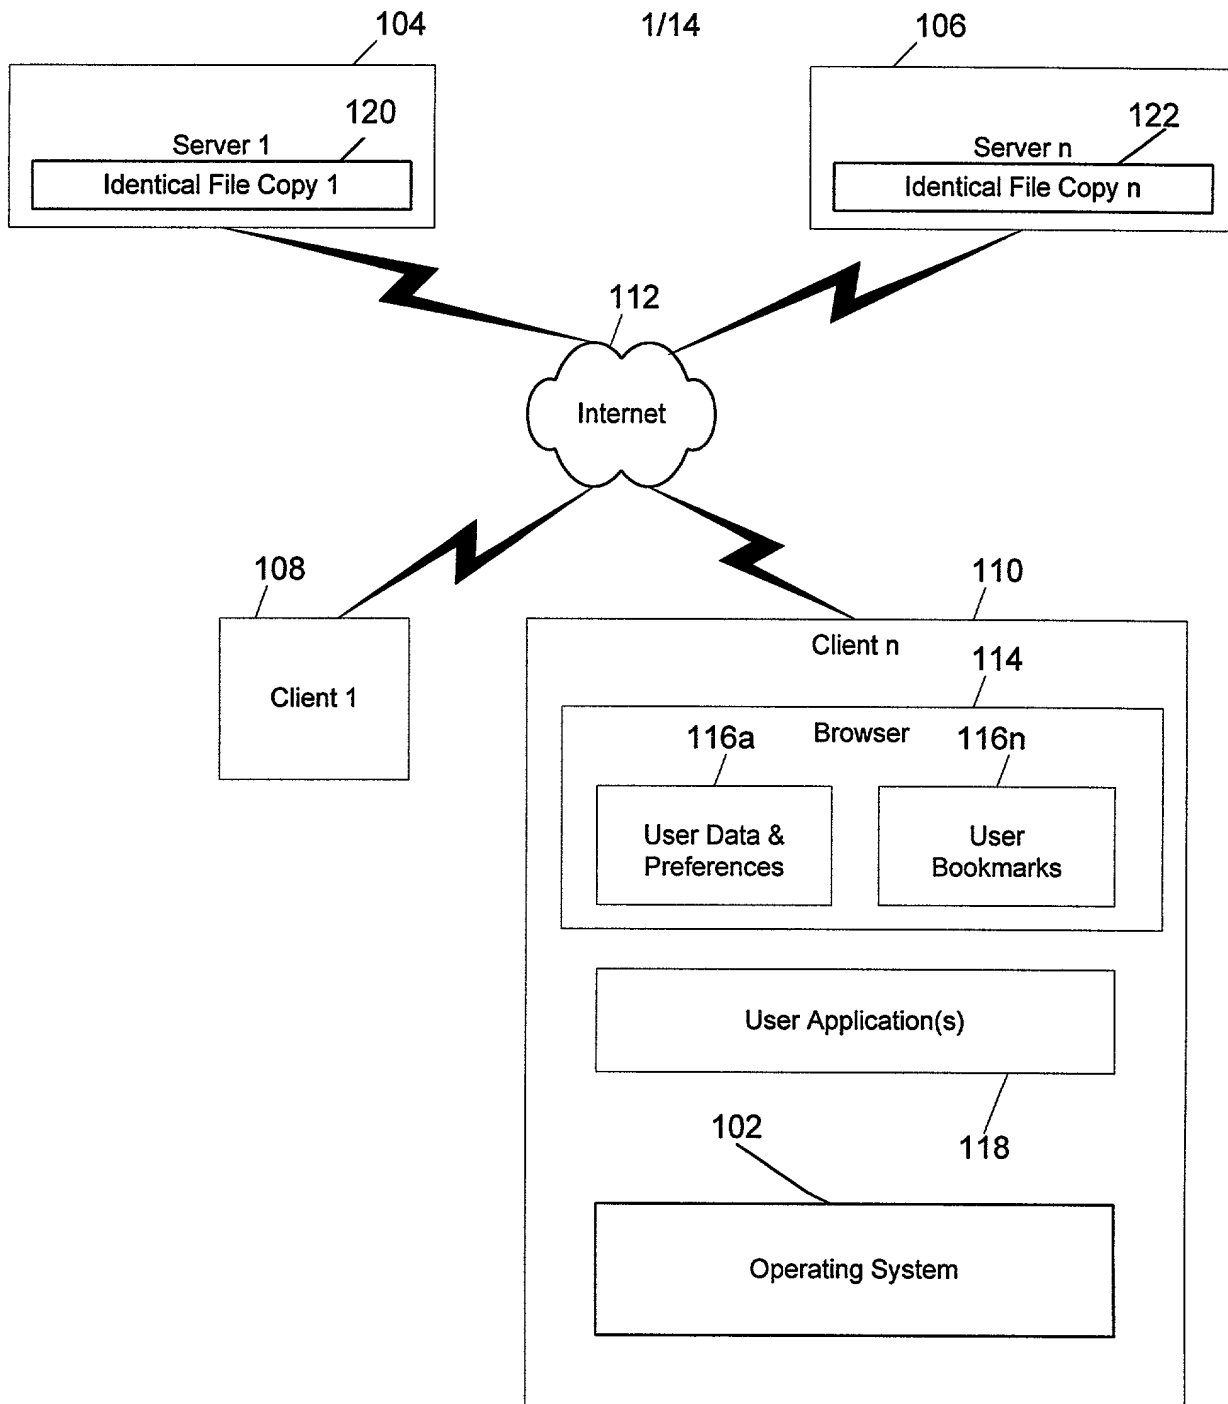 104
1/14
106
120
122
Server 1
Server n
Identical File Copy 1
Identical File Copy n
112
Internet
108
110
Client n
114
Client 1
Browser
116a
116n
User Data &
Preferences
User
Bookmarks
User Application(s)
102
118
Operating System